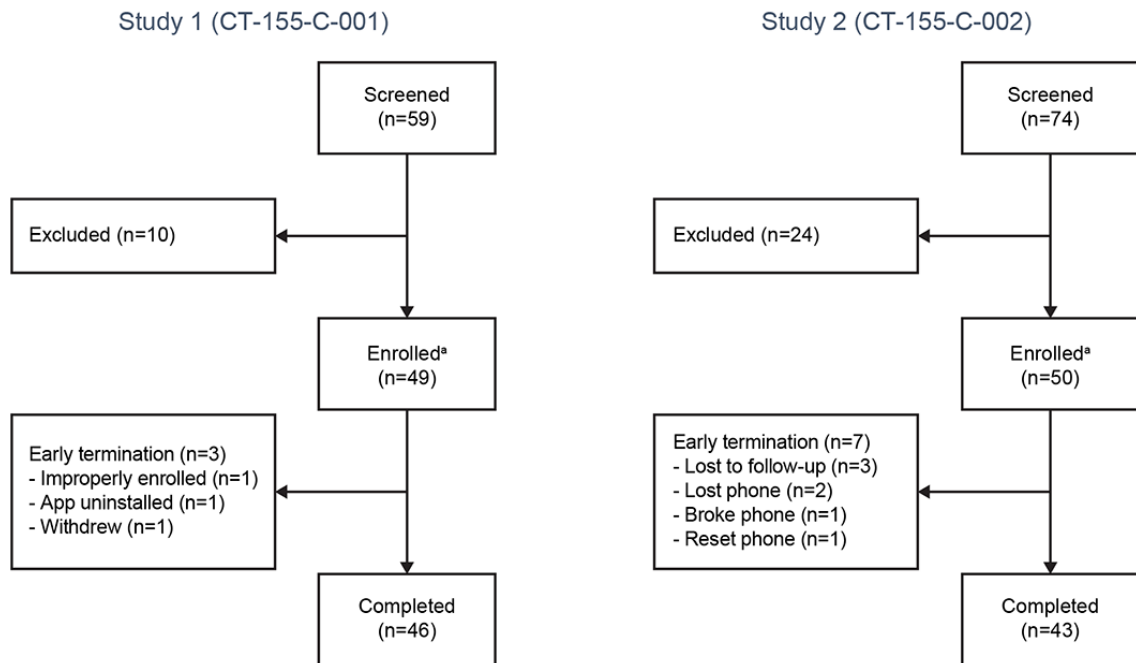 Study 1 (CT-155-C-001)
Screened
(n=59)
Excluded (n=10)
Enrolledᵃ
(n=49)
Early termination (n=3)
- Improperly enrolled (n=1)
- App uninstalled (n=1)
- Withdrew (n=1)
Completed
(n=46)
Study 2 (CT-155-C-002)
Screened
(n=74)
Excluded (n=24)
Enrolledᵃ
(n=50)
Early termination (n=7)
- Lost to follow-up (n=3)
- Lost phone (n=2)
- Broke phone (n=1)
- Reset phone (n=1)
Completed
(n=43)